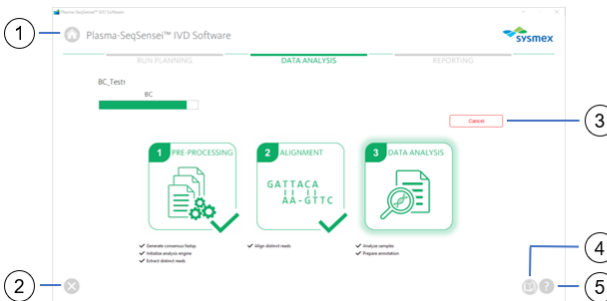 Plasma-SeqSensei™ IVD Software
1
Plasma-SeqSensei™ IVD Software
sysmex
RUN PLANNING
DATA ANALYSIS
REPORTING
BC_Test1
BC
Cancel
3
1 PRE-PROCESSING
2 ALIGNMENT
3 DATA ANALYSIS
GATTACA
AA-GTTC
Generate consensus fastqs
Initialize analysis engine
Extract distinct reads
Align distinct reads
Analyze samples
Prepare annotation
4
2
?
5